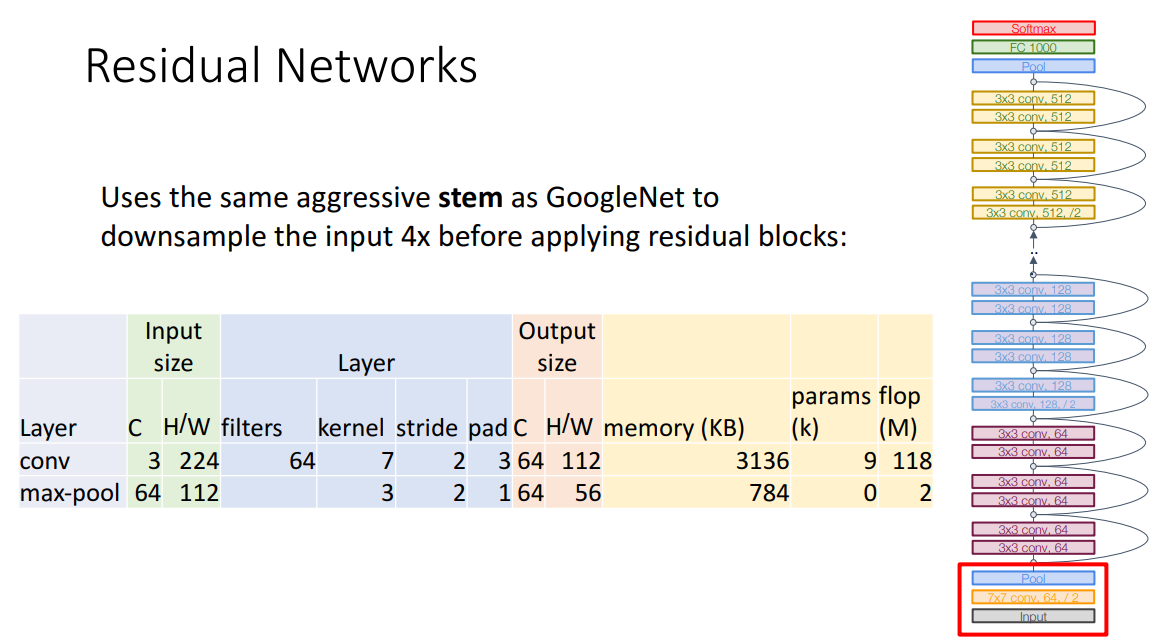 Residual Networks
Uses the same aggressive stem as GoogleNet to
downsample the input 4x before applying residual blocks:
Input size Layer Output size
Layer C H/W filters kernel stride pad C H/W memory (KB) params (k) flop (M)
conv 3 224 64 7 2 3 64 112 3136 9 118
max-pool 64 112 3 2 1 64 56 784 0 2
Softmax
FC 1000
Pool
3x3 conv, 512
3x3 conv, 512
3x3 conv, 512
3x3 conv, 512
3x3 conv, 512
3x3 conv, 512, /2
..
3x3 conv, 128
3x3 conv, 128
3x3 conv, 128
3x3 conv, 128
3x3 conv, 128
3x3 conv, 128, / 2
3x3 conv, 64
3x3 conv, 64
3x3 conv, 64
3x3 conv, 64
3x3 conv, 64
3x3 conv, 64
Pool
7x7 conv, 64, / 2
Input